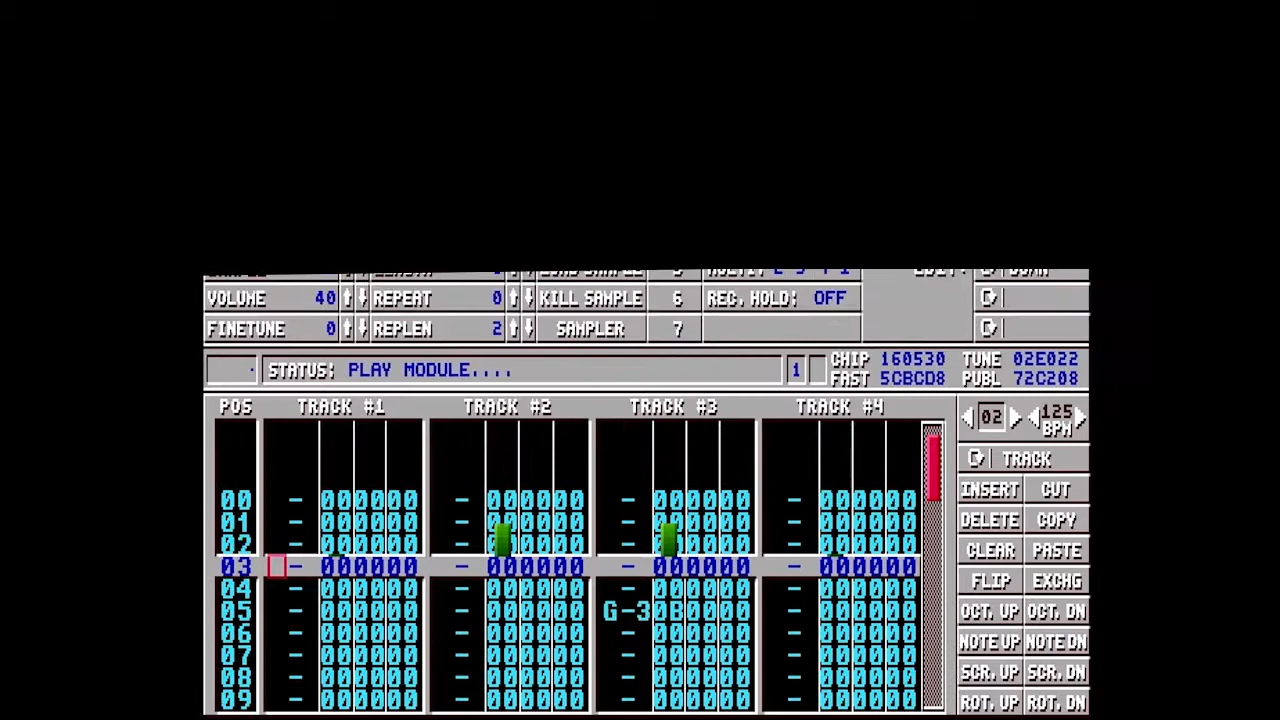 VOLUME 40 REPEAT 0 KILL SAMPLE 6 REC. HOLD: OFF
FINETUNE 0 REPLEN 2 SAMPLER 7
STATUS: PLAY MODULE.... 1 CHIP 160530 TUNE 02E022
FAST 5CBCD8 PUBL 72C208
POS TRACK #1 TRACK #2 TRACK #3 TRACK #4
02 125 BPM
TRACK
INSERT CUT
DELETE COPY
CLEAR PASTE
FLIP EXCHG
OCT. UP OCT. DN
NOTE UP NOTE DN
SCR. UP SCR. DN
ROT. UP ROT. DN
00 - 000000 - 000000 - 000000 - 000000
01 - 000000 - 000000 - 000000 - 000000
02 - 000000 - 000000 - 000000 - 000000
03 - 000000 - 000000 - 000000 - 000000
04 - 000000 - 000000 - 000000 - 000000
05 - 000000 - 000000 G-30B0000 - 000000
06 - 000000 - 000000 - 000000 - 000000
07 - 000000 - 000000 - 000000 - 000000
08 - 000000 - 000000 - 000000 - 000000
09 - 000000 - 000000 - 000000 - 000000